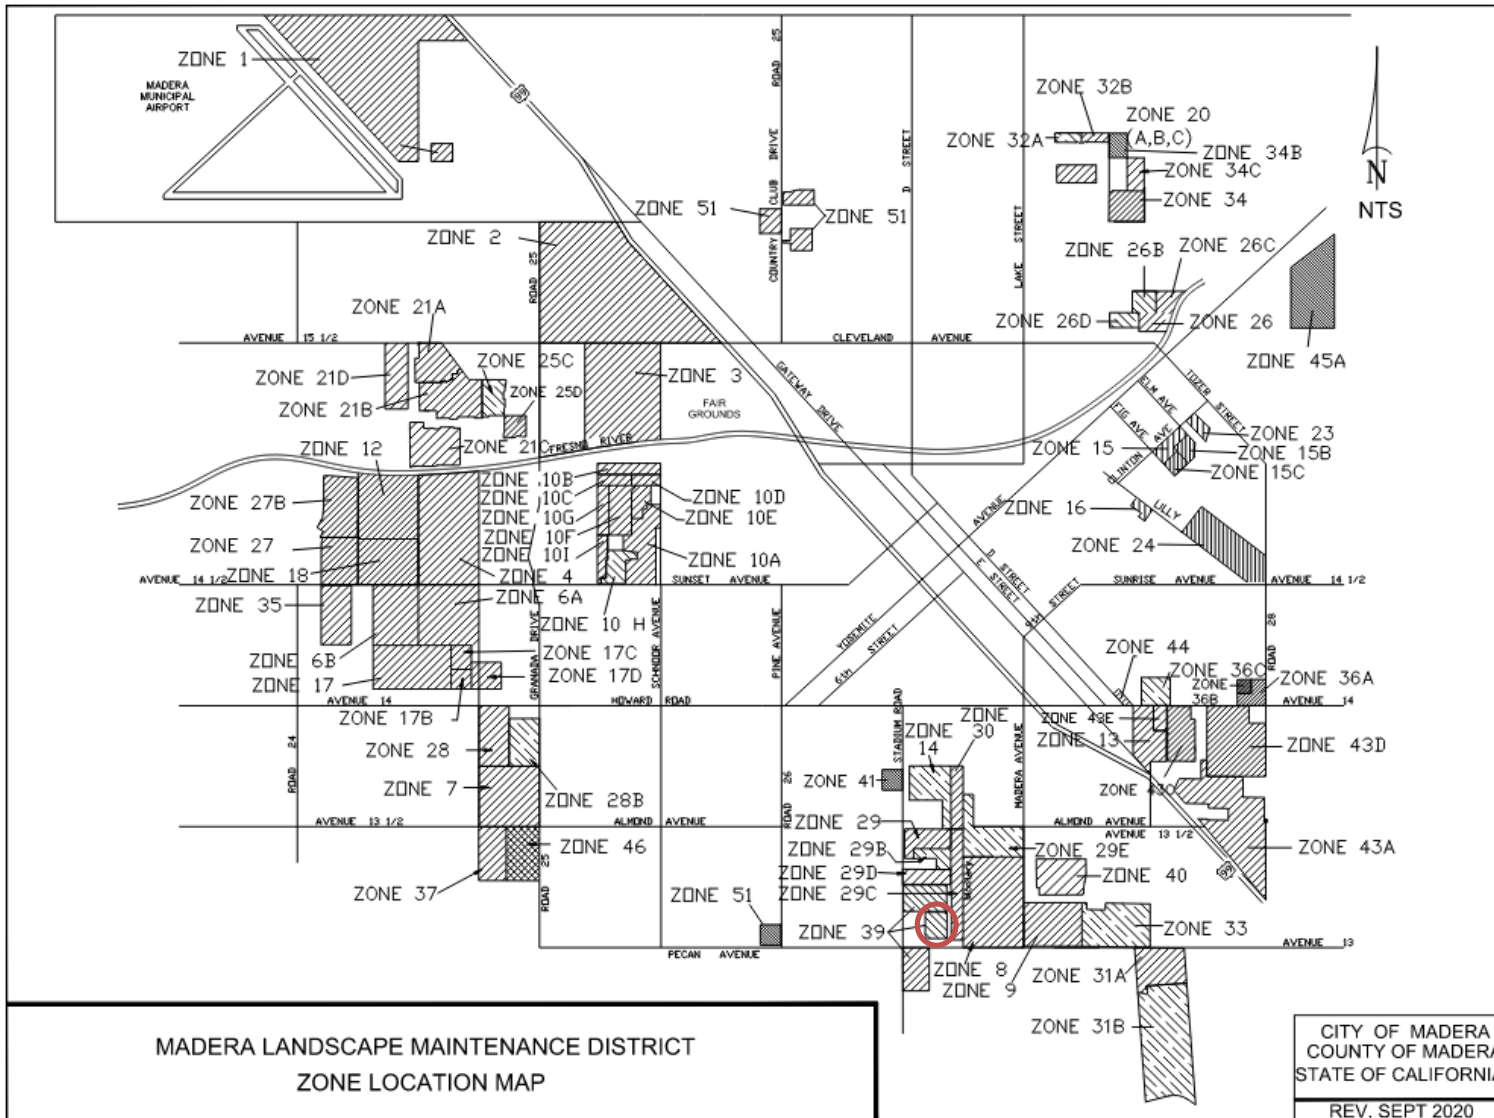 ZONE 1
MADERA
MUNICIPAL
AIRPORT
99
ROAD 25
COUNTRY CLUB DRIVE
D STREET
LAKE STREET
ZONE 32B
ZONE 20
(A,B,C)
ZONE 32A
ZONE 34B
ZONE 34C
ZONE 34
N
NTS
ZONE 51
ZONE 51
ZONE 2
ROAD 25
ZONE 26B
ZONE 26C
ZONE 26D
ZONE 26
ZONE 45A
ZONE 21A
AVENUE 15 1/2
CLEVELAND AVENUE
ZONE 25C
ZONE 21D
ZONE 25D
ZONE 3
ZONE 21B
FAIR
GROUNDS
GATEWAY DRIVE
TOZER STREET
ELM AVE
FIG AVE
CLINTON AVE
ZONE 12
ZONE 21C
FRESNO RIVER
ZONE 15
ZONE 23
ZONE 15B
ZONE 15C
ZONE 10B
ZONE 27B
ZONE 10C
ZONE 10D
ZONE 10G
ZONE 10E
ZONE 10F
ZONE 10I
ZONE 10A
ZONE 16
LILLY
ZONE 24
ZONE 27
ZONE 18
ZONE 4
AVENUE 14 1/2
SUNSET AVENUE
SUNRISE AVENUE
AVENUE 14 1/2
YOSEMITE AVENUE
6th STREET
D STREET
E STREET
9th STREET
ZONE 35
ZONE 6A
ZONE 10 H
GRANADA DRIVE
SCHNOOR AVENUE
PINE AVENUE
ROAD 28
ZONE 6B
ZONE 17C
ZONE 17
ZONE 17D
ZONE 44
ZONE 36C
ZONE
36B
ZONE 36A
AVENUE 14
HOWARD ROAD
AVENUE 14
ZONE 17B
ZONE 28
STADIUM ROAD
ZONE
14
ZONE
30
MADERA AVENUE
ZONE 43E
ZONE 13
ZONE 43D
ROAD 24
ZONE 7
ZONE 28B
ROAD 26
ZONE 41
ZONE 43C
AVENUE 13 1/2
ALMOND AVENUE
ALMOND AVENUE
AVENUE 13 1/2
ZONE 29
ZONE 46
ZONE 29B
ZONE 29E
ZONE 43A
ZONE 29D
ZONE 40
ZONE 37
ROAD 25
ZONE 51
ZONE 29C
99
ZONE 39
ZONE 33
PECAN AVENUE
AVENUE 13
ZONE 8
ZONE 9
ZONE 31A
ZONE 31B
MADERA LANDSCAPE MAINTENANCE DISTRICT
ZONE LOCATION MAP
CITY OF MADERA
COUNTY OF MADERA
STATE OF CALIFORNIA
REV. SEPT 2020